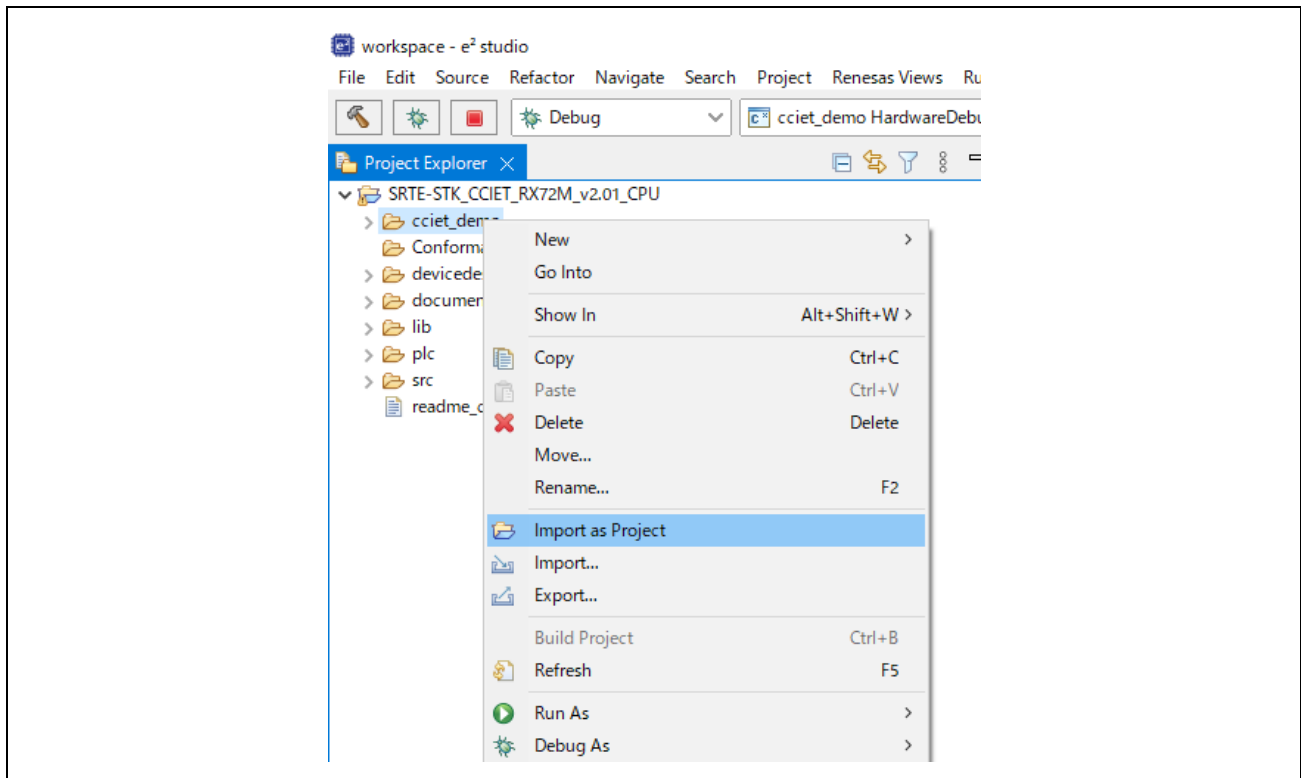 workspace - e² studio
File Edit Source Refactor Navigate Search Project Renesas Views Ru
Debug cciet_demo HardwareDebu
Project Explorer
SRTE-STK_CCIET_RX72M_v2.01_CPU
cciet_demo
Conforma
devicede
documen
lib
plc
src
readme_c
New
Go Into
Show In Alt+Shift+W >
Copy Ctrl+C
Paste Ctrl+V
Delete Delete
Move...
Rename... F2
Import as Project
Import...
Export...
Build Project Ctrl+B
Refresh F5
Run As
Debug As